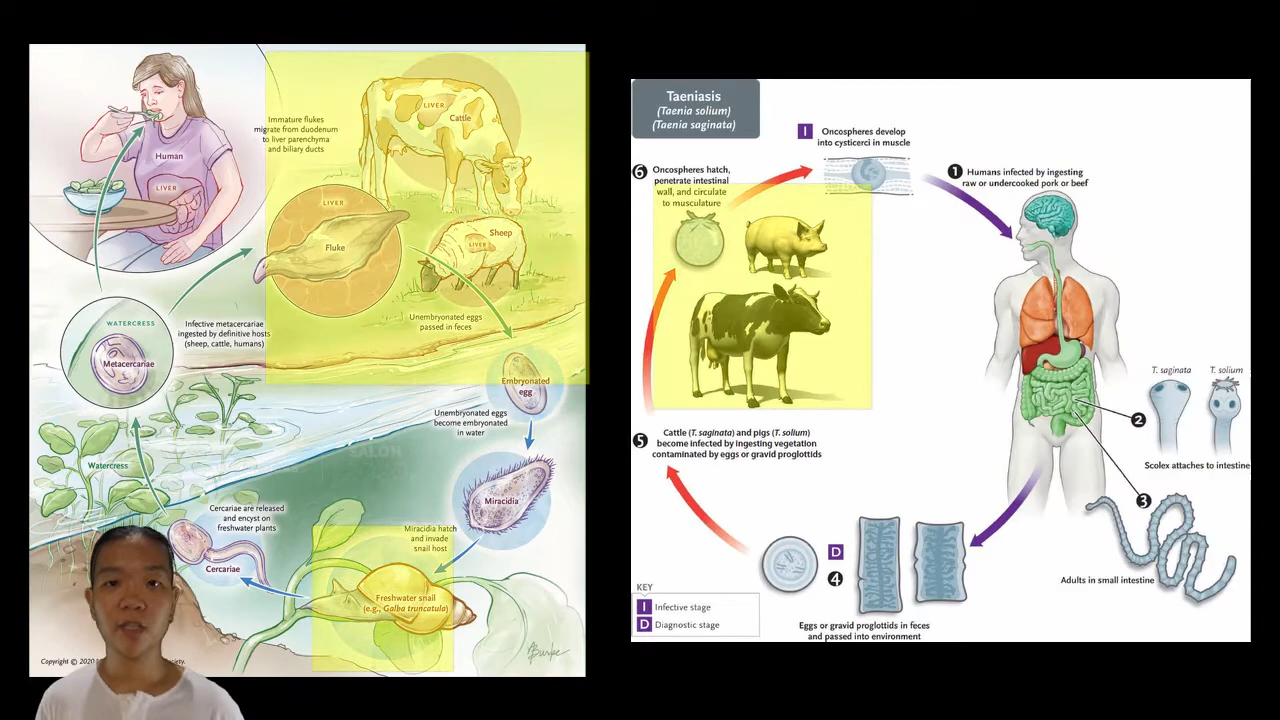 Immature flukes
migrate from duodenum
to liver parenchyma
and biliary ducts
LIVER
Cattle
Human
LIVER
LIVER
Fluke
Sheep
LIVER
WATERCRESS
Metacercariae
Infective metacercariae
ingested by definitive hosts
(sheep, cattle, humans)
Unembryonated eggs
passed in feces
Embryonated
egg
Unembryonated eggs
become embryonated
in water
Watercress
Miracidia
Cercariae are released
and encyst on
freshwater plants
Miracidia hatch
and invade
snail host
Cercariae
Freshwater snail
(e.g., Galba truncatula)
Copyright © 2020
Taeniasis
(Taenia solium)
(Taenia saginata)
I
Oncospheres develop
into cysticerci in muscle
6 Oncospheres hatch,
penetrate intestinal
wall, and circulate
to musculature
1 Humans infected by ingesting
raw or undercooked pork or beef
T. saginata T. solium
2
Scolex attaches to intestine
5 Cattle (T. saginata) and pigs (T. solium)
become infected by ingesting vegetation
contaminated by eggs or gravid proglottids
3
Adults in small intestine
D
4
Eggs or gravid proglottids in feces
and passed into environment
KEY
I Infective stage
D Diagnostic stage